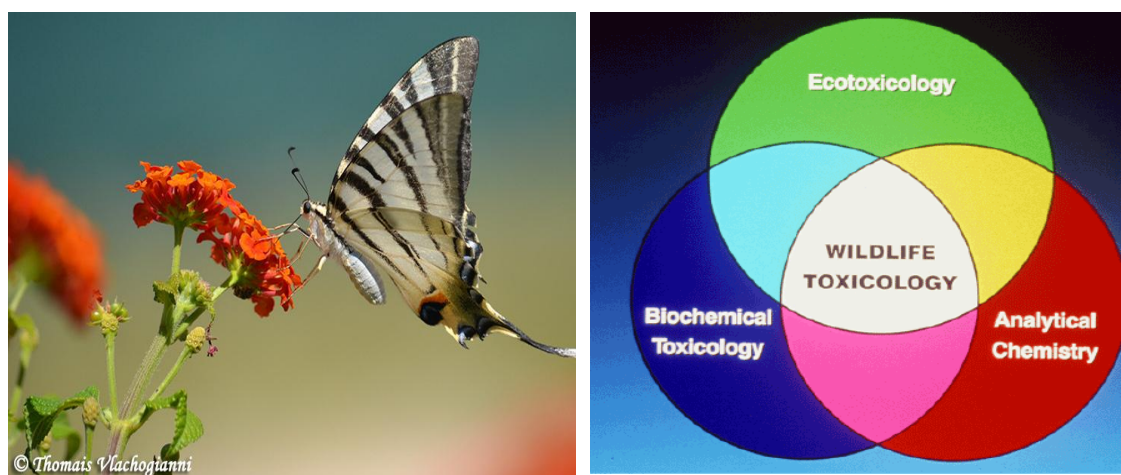 © Thomais Vlachogianni
Ecotoxicology
WILDLIFE
TOXICOLOGY
Biochemical
Toxicology
Analytical
Chemistry